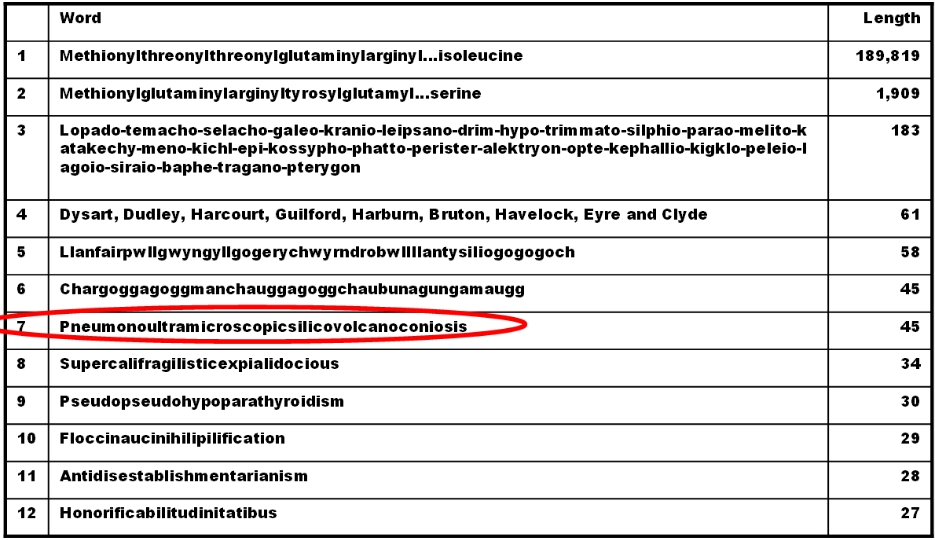 Word Length
1 Methionylthreonylthreonylglutaminylarginyl...isoleucine 189,819
2 Methionylglutaminylarginyltyrosylglutamyl...serine 1,909
3 Lopado-temacho-selacho-galeo-kranio-leipsano-drim-hypo-trimmato-silphio-parao-melito-k 183
atakechy-meno-kichl-epi-kossypho-phatto-perister-alektryon-opte-kephallio-kigklo-peleio-l
agoio-siraio-baphe-tragano-pterygon
4 Dysart, Dudley, Harcourt, Guilford, Harburn, Bruton, Havelock, Eyre and Clyde 61
5 Llanfairpwllgwyngyllgogerychwyrndrobwllllantysiliogogogoch 58
6 Chargoggagoggmanchauggagoggchaubunagungamaugg 45
7 Pneumonoultramicroscopicsilicovolcanoconiosis 45
8 Supercalifragilisticexpialidocious 34
9 Pseudopseudohypoparathyroidism 30
10 Floccinaucinihilipilification 29
11 Antidisestablishmentarianism 28
12 Honorificabilitudinitatibus 27